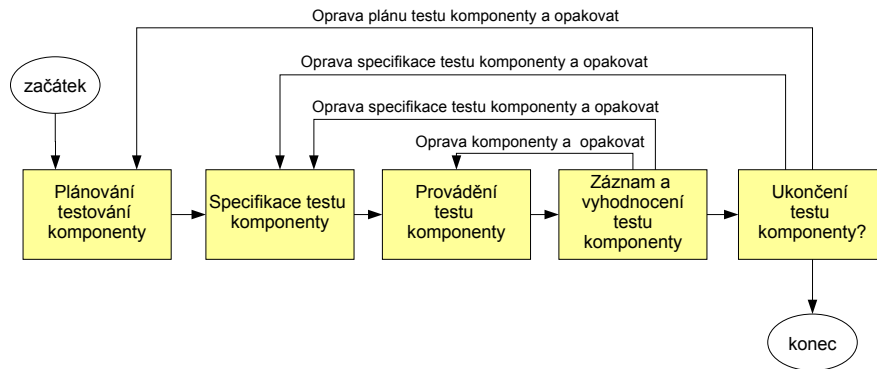 Oprava plánu testu komponenty a opakovat
Oprava specifikace testu komponenty a opakovat
začátek
Oprava specifikace testu komponenty a opakovat
Oprava komponenty a opakovat
Plánování
testování
komponenty
Specifikace testu
komponenty
Provádění
testu
komponenty
Záznam a
vyhodnocení
testu
komponenty
Ukončení
testu
komponenty?
konec